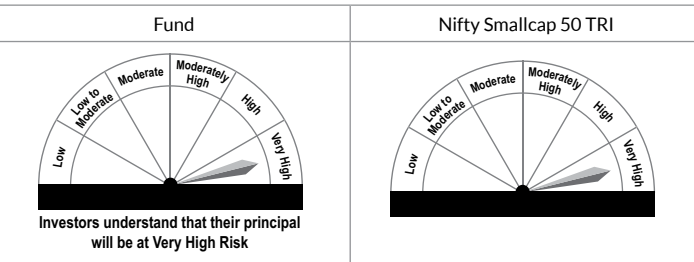 Fund
Nifty Smallcap 50 TRI
Low
Low to
Moderate
Moderate
Moderately
High
High
Very High
Investors understand that their principal
will be at Very High Risk
Low
Low to
Moderate
Moderate
Moderately
High
High
Very High